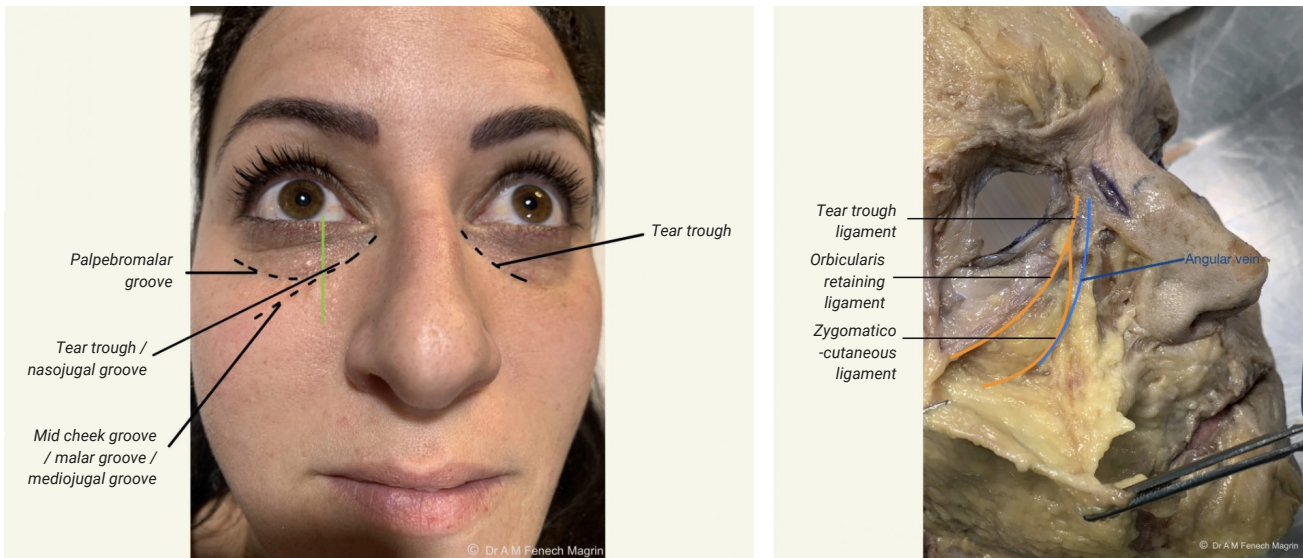 Palpebromalar
groove
Tear trough /
nasojugal groove
Mid cheek groove
/ malar groove /
mediojugal groove
Tear trough
© Dr A M Fenech Magrin
Tear trough
ligament
Orbicularis
retaining
ligament
Zygomatico
-cutaneous
ligament
Angular vein
© Dr A M Fenech Magrin